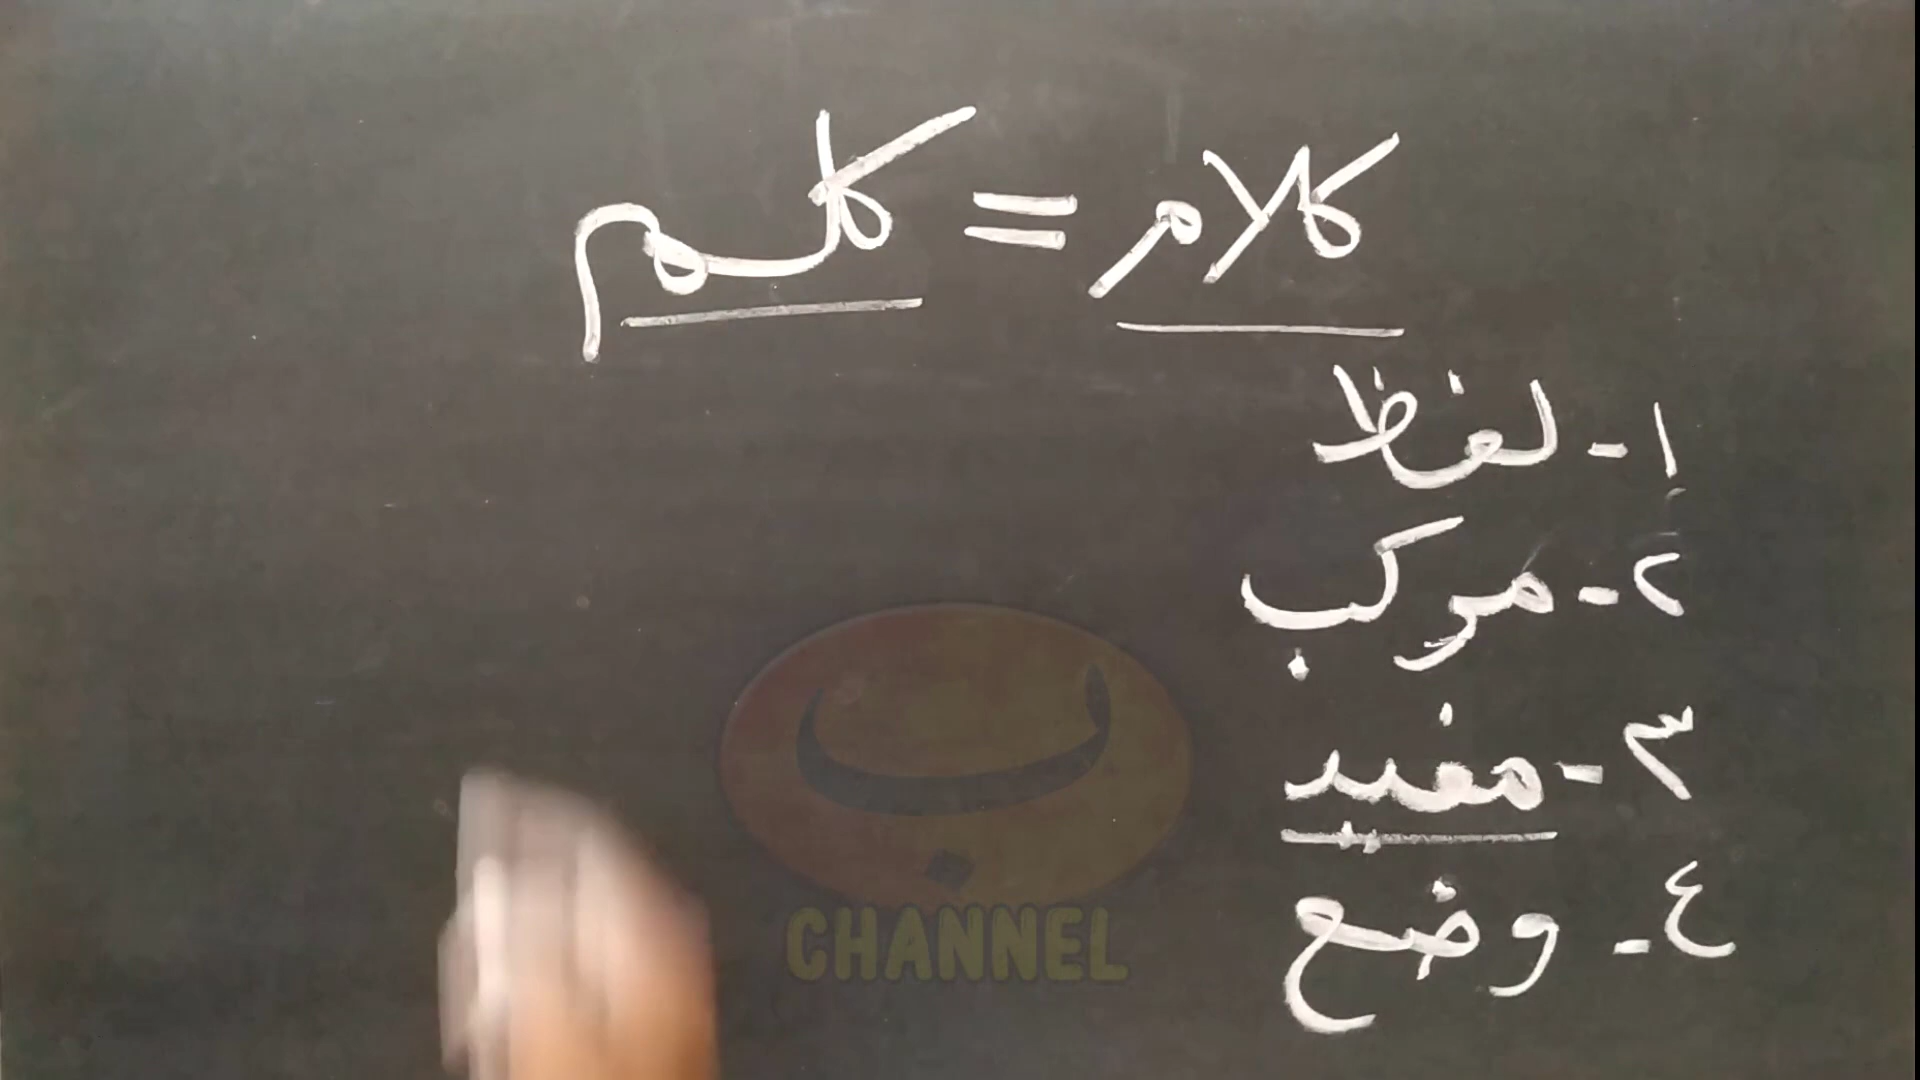 كلام = كلم
١- لفظ
٢- مركب
٣- مفيد
٤- وضع
ب
CHANNEL